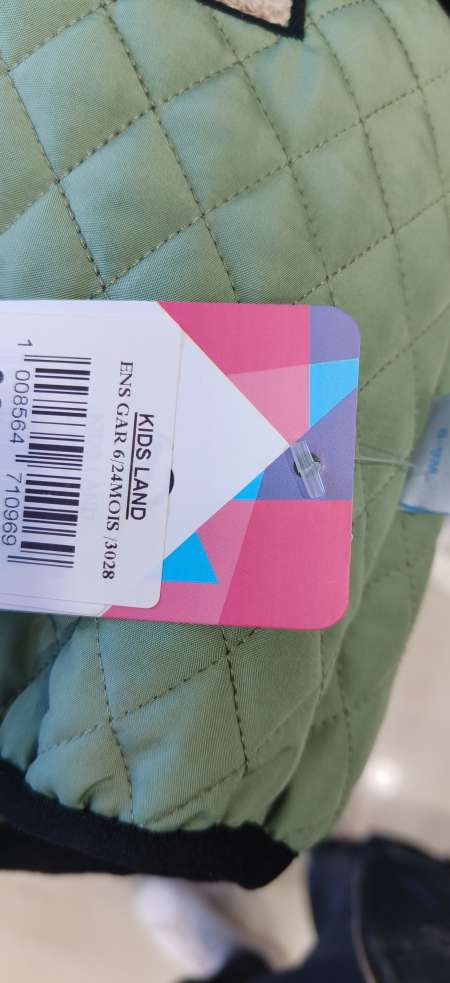 KIDS LAND
ENS GAR 6/24MOIS /3028
1 008564 710969